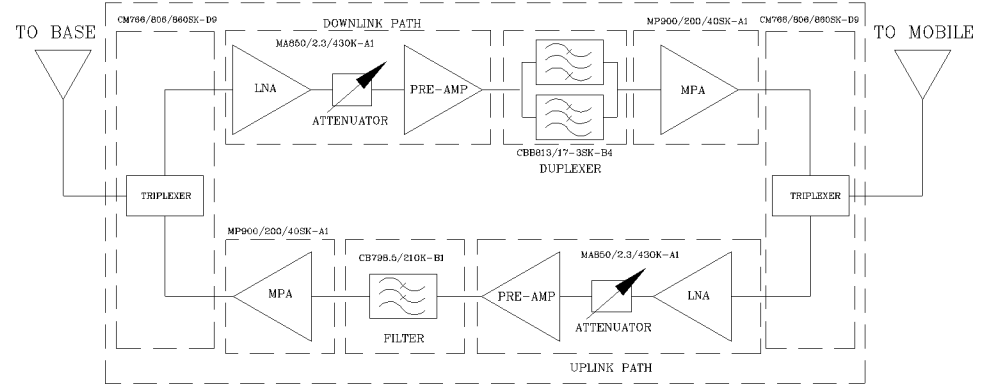 CM766/806/860SK-D9
DOWNLINK PATH
MP900/200/40SK-A1
CM766/806/860SK-D9
TO BASE
TO MOBILE
MA850/2.3/430K-A1
LNA
PRE-AMP
MPA
ATTENUATOR
CBB813/17-3SK-B4
DUPLEXER
TRIPLEXER
TRIPLEXER
MP900/200/40SK-A1
CB798.5/210K-B1
MA850/2.3/430K-A1
MPA
PRE-AMP
LNA
FILTER
ATTENUATOR
UPLINK PATH